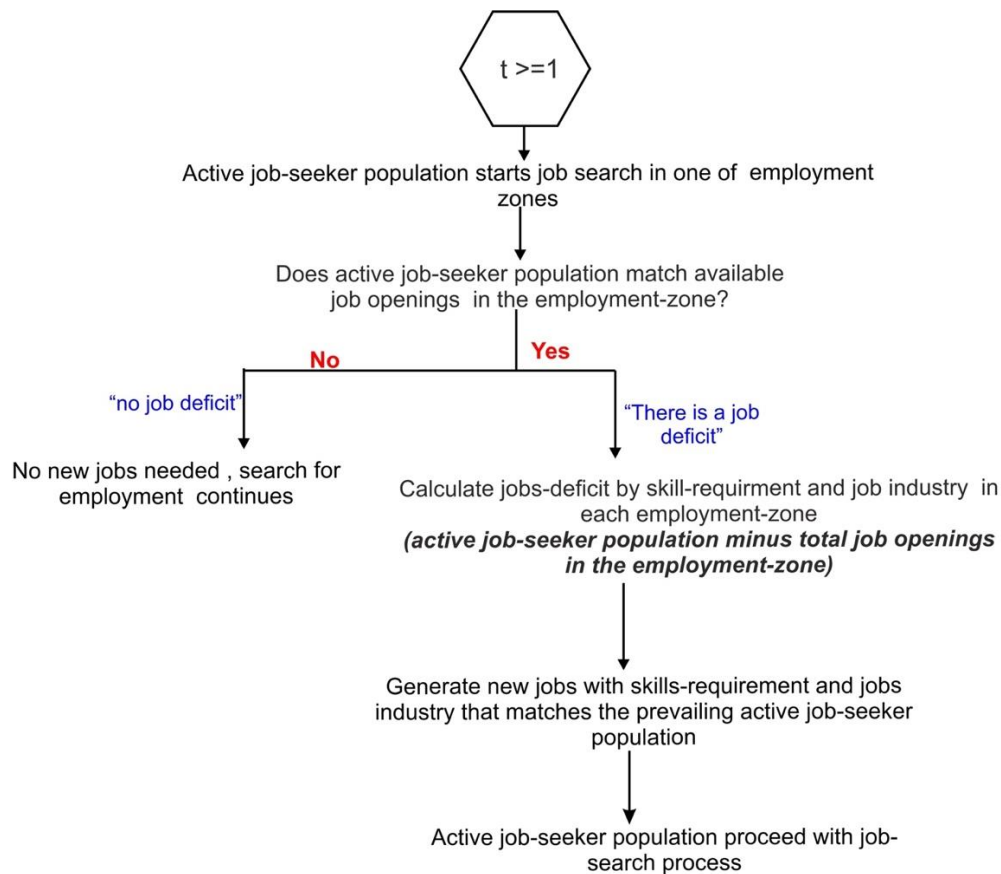 t >=1
Active job-seeker population starts job search in one of employment
zones
Does active job-seeker population match available
job openings in the employment-zone?
No
Yes
“no job deficit”
“There is a job
deficit”
No new jobs needed , search for
employment continues
Calculate jobs-deficit by skill-requirment and job industry in
each employment-zone
(active job-seeker population minus total job openings
in the employment-zone)
Generate new jobs with skills-requirement and jobs
industry that matches the prevailing active job-seeker
population
Active job-seeker population proceed with job-
search process